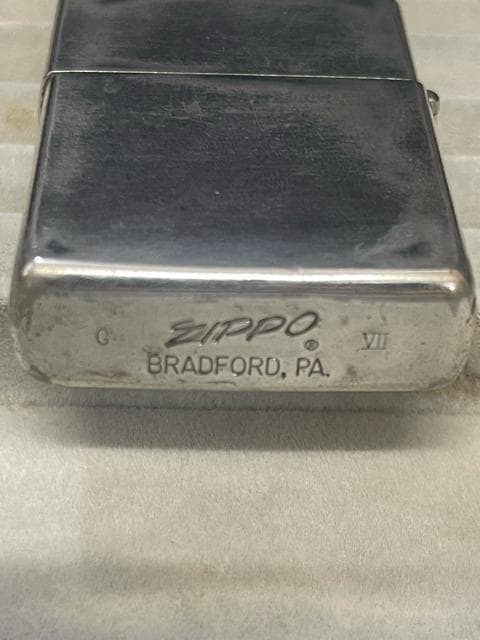 G ZIPPO ® VII
BRADFORD, PA.